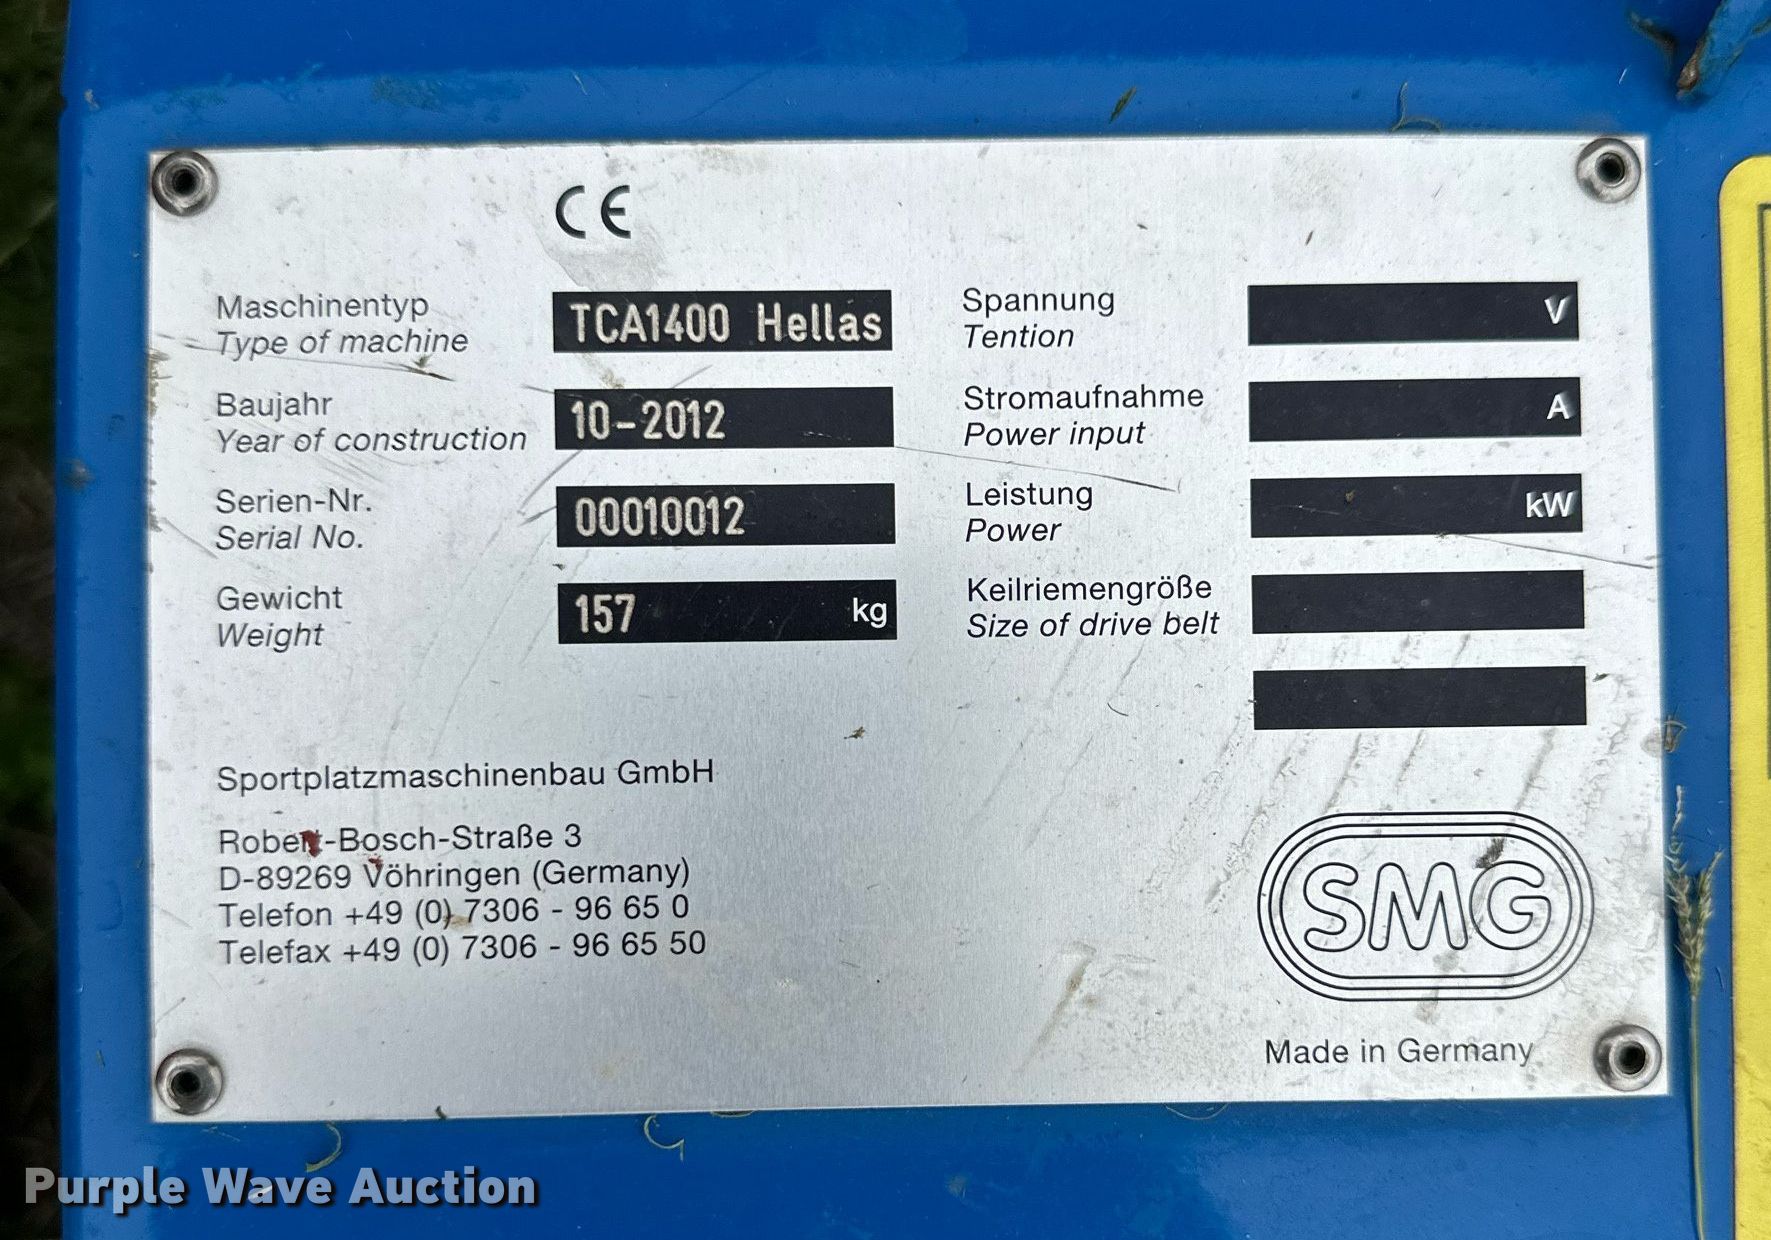 CE
Maschinentyp
Type of machine
TCA1400 Hellas
Baujahr
Year of construction
10-2012
Serien-Nr.
Serial No.
00010012
Gewicht
Weight
157 kg
Spannung
Tention
V
Stromaufnahme
Power input
A
Leistung
Power
kW
Keilriemengröße
Size of drive belt
Sportplatzmaschinenbau GmbH
Robert-Bosch-Straße 3
D-89269 Vöhringen (Germany)
Telefon +49 (0) 7306 - 96 65 0
Telefax +49 (0) 7306 - 96 65 50
SMG
Made in Germany
Purple Wave Auction